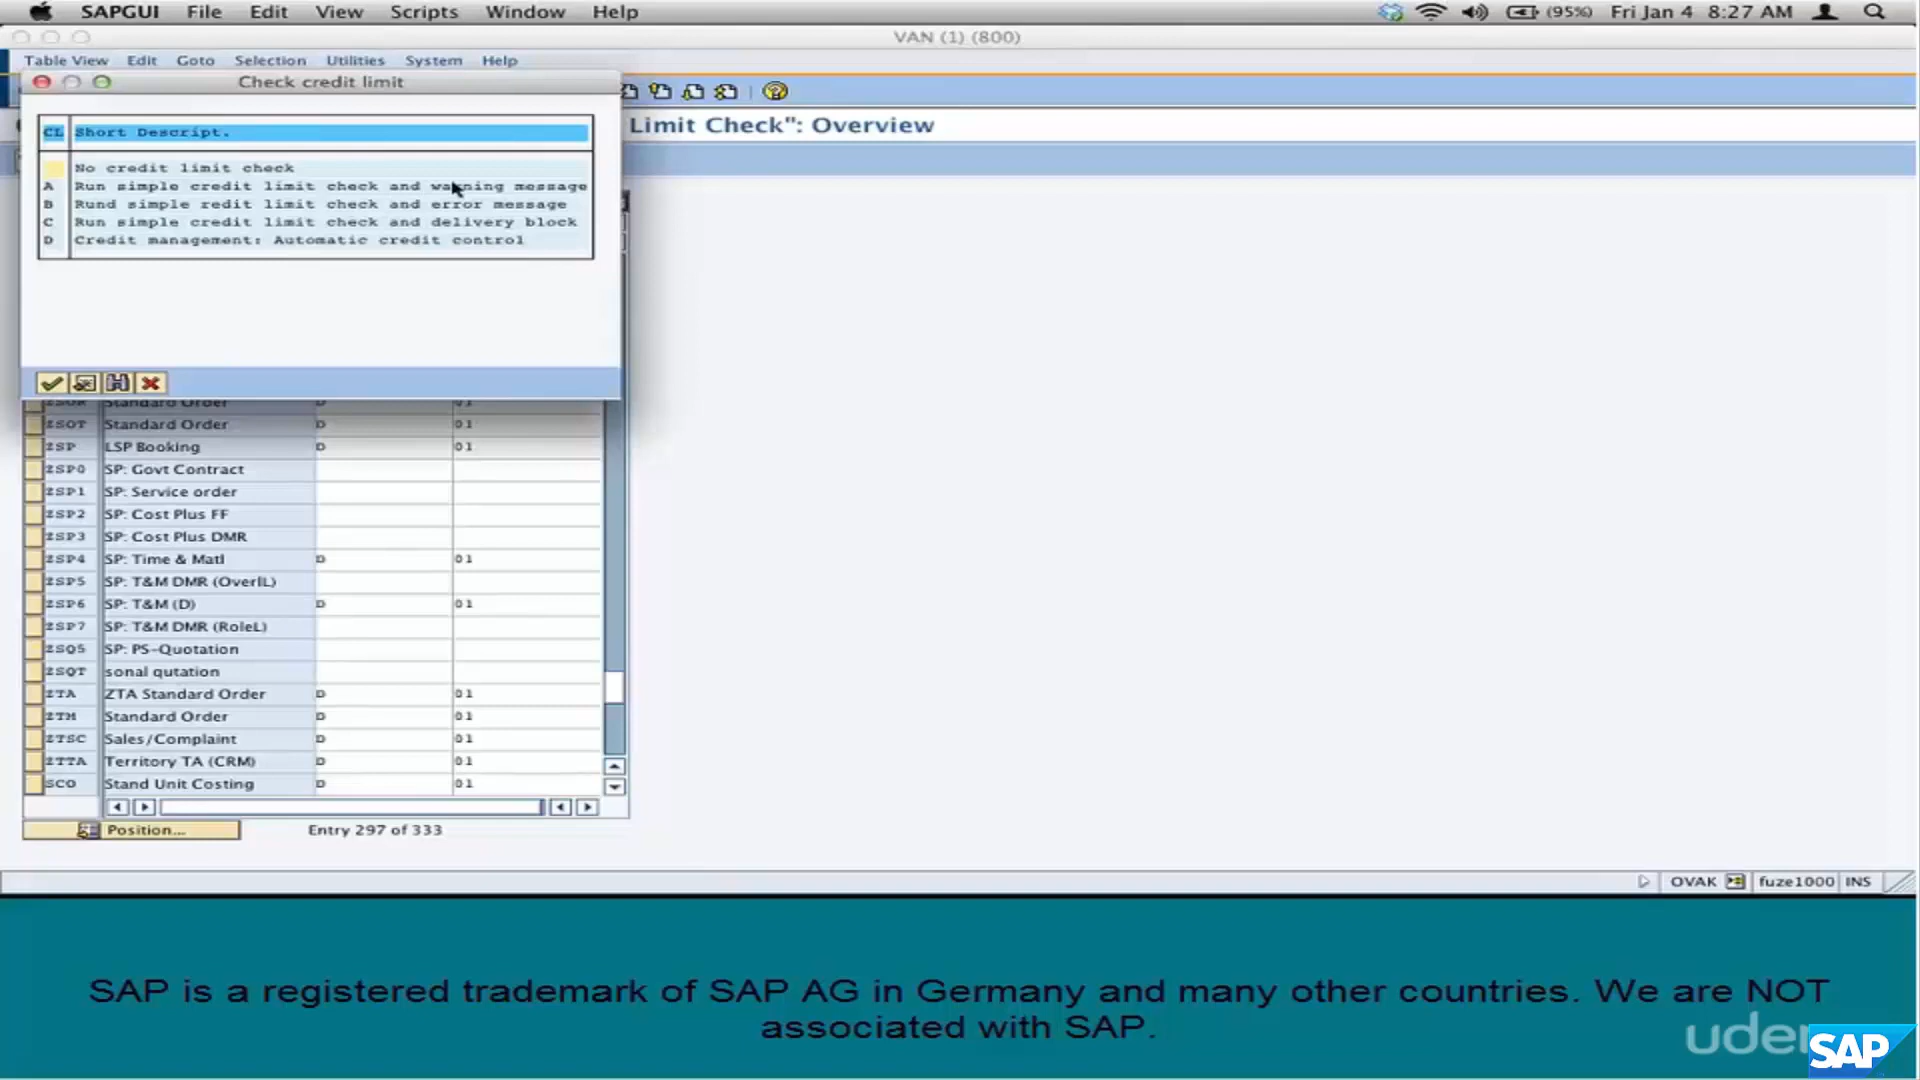 SAPGUI File Edit View Scripts Window Help (95%) Fri Jan 4 8:27 AM
VAN (1) (800)
Table View Edit Goto Selection Utilities System Help
Check credit limit
Limit Check": Overview
CL Short Descript.
No credit limit check
A Run simple credit limit check and warning message
B Rund simple redit limit check and error message
C Run simple credit limit check and delivery block
D Credit management: Automatic credit control
ZSOR Standard Order D 01
ZSOT Standard Order D 01
ZSP LSP Booking D 01
ZSP0 SP: Govt Contract
ZSP1 SP: Service order
ZSP2 SP: Cost Plus FF
ZSP3 SP: Cost Plus DMR
ZSP4 SP: Time & Matl D 01
ZSP5 SP: T&M DMR (OverlL)
ZSP6 SP: T&M (D) D 01
ZSP7 SP: T&M DMR (RoleL)
ZSQ5 SP: PS-Quotation
ZSQT sonal qutation
ZTA ZTA Standard Order D 01
ZTM Standard Order D 01
ZTSC Sales/Complaint D 01
ZTTA Territory TA (CRM) D 01
SCO Stand Unit Costing D 01
Position... Entry 297 of 333
OVAK fuze1000 INS
SAP is a registered trademark of SAP AG in Germany and many other countries. We are NOT
associated with SAP.
SAP